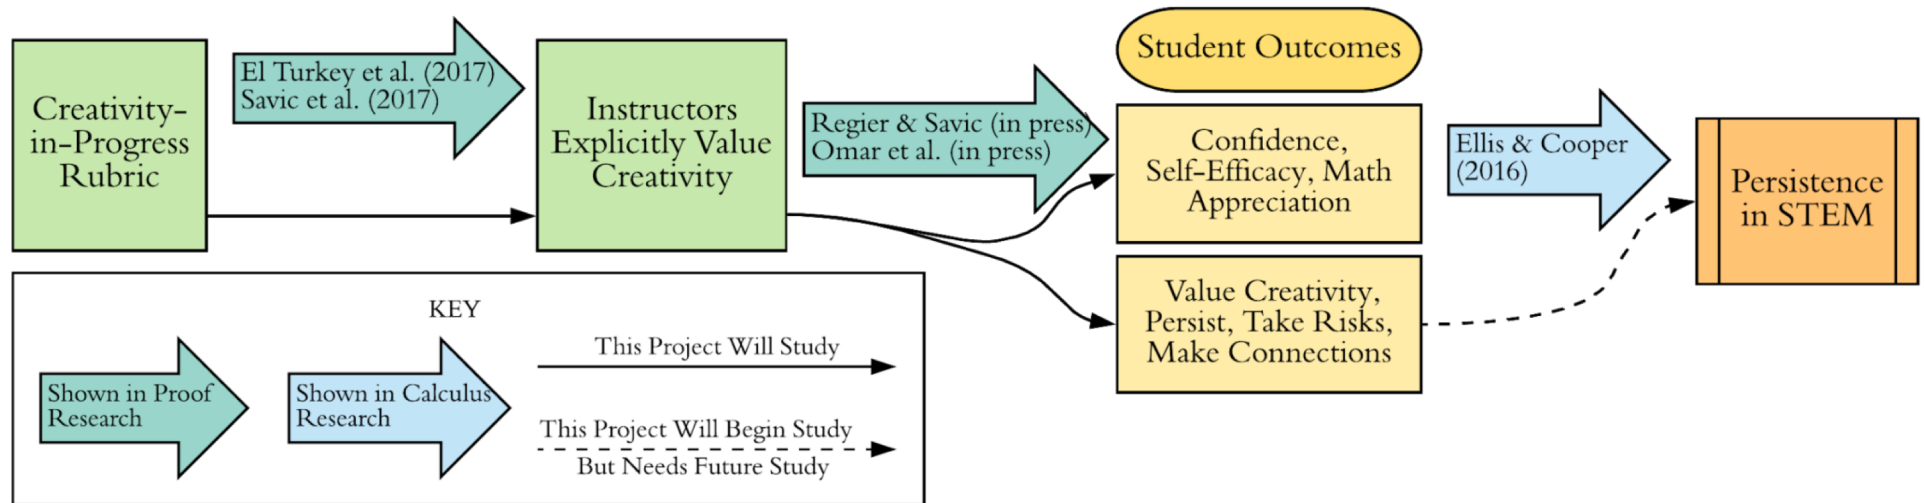 Creativity-
in-Progress
Rubric
El Turkey et al. (2017)
Savic et al. (2017)
Instructors
Explicitly Value
Creativity
Regier & Savic (in press)
Omar et al. (in press)
Student Outcomes
Confidence,
Self-Efficacy, Math
Appreciation
Value Creativity,
Persist, Take Risks,
Make Connections
Ellis & Cooper
(2016)
Persistence
in STEM
KEY
Shown in Proof
Research
Shown in Calculus
Research
This Project Will Study
This Project Will Begin Study
But Needs Future Study